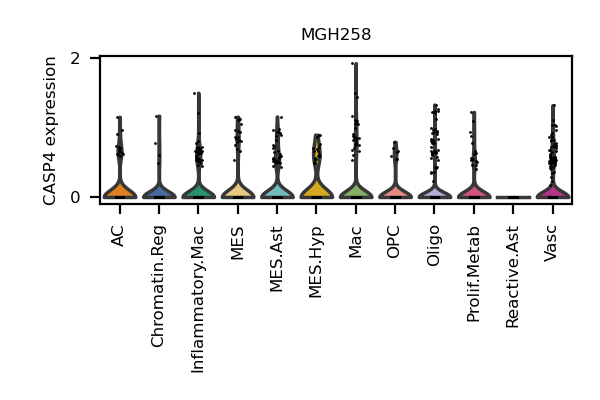 MGH258
CASP4 expression
2
0
AC
Chromatin.Reg
Inflammatory.Mac
MES
MES.Ast
MES.Hyp
Mac
OPC
Oligo
Prolif.Metab
Reactive.Ast
Vasc